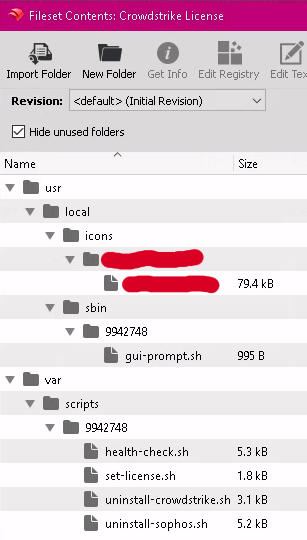 Fileset Contents: Crowdstrike License
Import Folder New Folder Get Info Edit Registry Edit Tex
Revision: <default> (Initial Revision)
Hide unused folders
Name Size
usr
local
icons
79.4 kB
sbin
9942748
gui-prompt.sh 995 B
var
scripts
9942748
health-check.sh 5.3 kB
set-license.sh 1.8 kB
uninstall-crowdstrike.sh 3.1 kB
uninstall-sophos.sh 5.2 kB